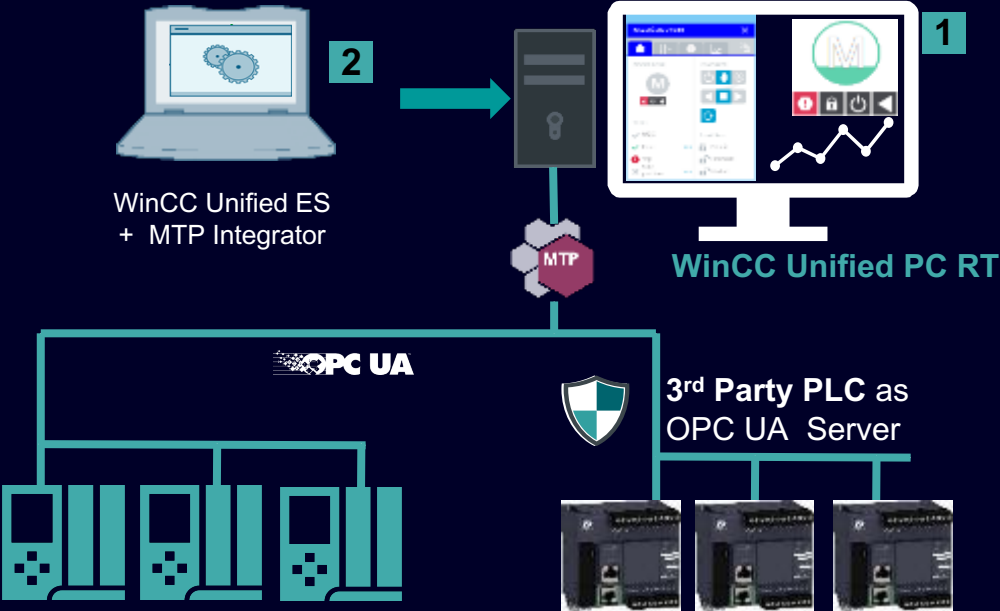 1
2
M
M
WinCC Unified ES
+ MTP Integrator
MTP
WinCC Unified PC RT
OPC UA
3rd Party PLC as
OPC UA Server